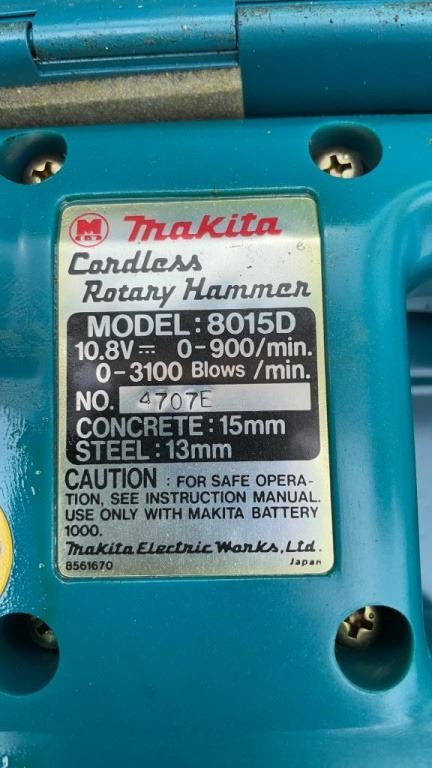 M makita
Cordless
Rotary Hammer
MODEL: 8015D
10.8V⎓ 0-900/min.
0-3100 Blows /min.
NO. 4707E
CONCRETE: 15mm
STEEL: 13mm
CAUTION : FOR SAFE OPERA-
TION, SEE INSTRUCTION MANUAL.
USE ONLY WITH MAKITA BATTERY
1000.
Makita Electric Works, Ltd.
8561670 Japan